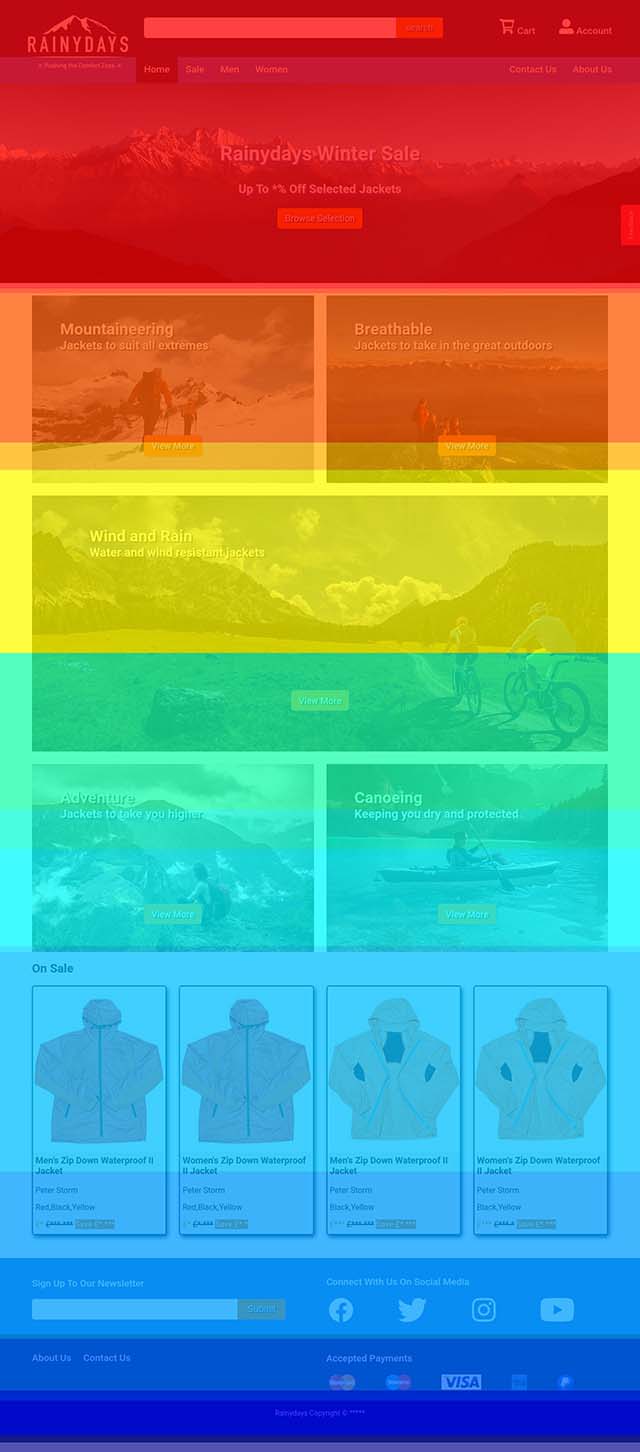 RAINYDAYS
Pushing the Comfort Zone
search
Cart
Account
Home
Sale
Men
Women
Contact Us
About Us
Rainydays Winter Sale
Up To *% Off Selected Jackets
Browse Selection
Mountaineering
Jackets to suit all extremes
View More
Breathable
Jackets to take in the great outdoors
View More
Wind and Rain
Water and wind resistant jackets
View More
Adventure
Jackets to take you higher
View More
Canoeing
Keeping you dry and protected
View More
On Sale
Men's Zip Down Waterproof II
Jacket
Peter Storm
Red,Black,Yellow
Women's Zip Down Waterproof
II Jacket
Peter Storm
Red,Black,Yellow
Men's Zip Down Waterproof II
Jacket
Peter Storm
Red,Black,Yellow
Women's Zip Down Waterproof
II Jacket
Peter Storm
Red,Black,Yellow
Sign Up To Our Newsletter
Submit
Connect With Us On Social Media
About Us
Contact Us
Accepted Payments
VISA
Rainydays Copyright © *****